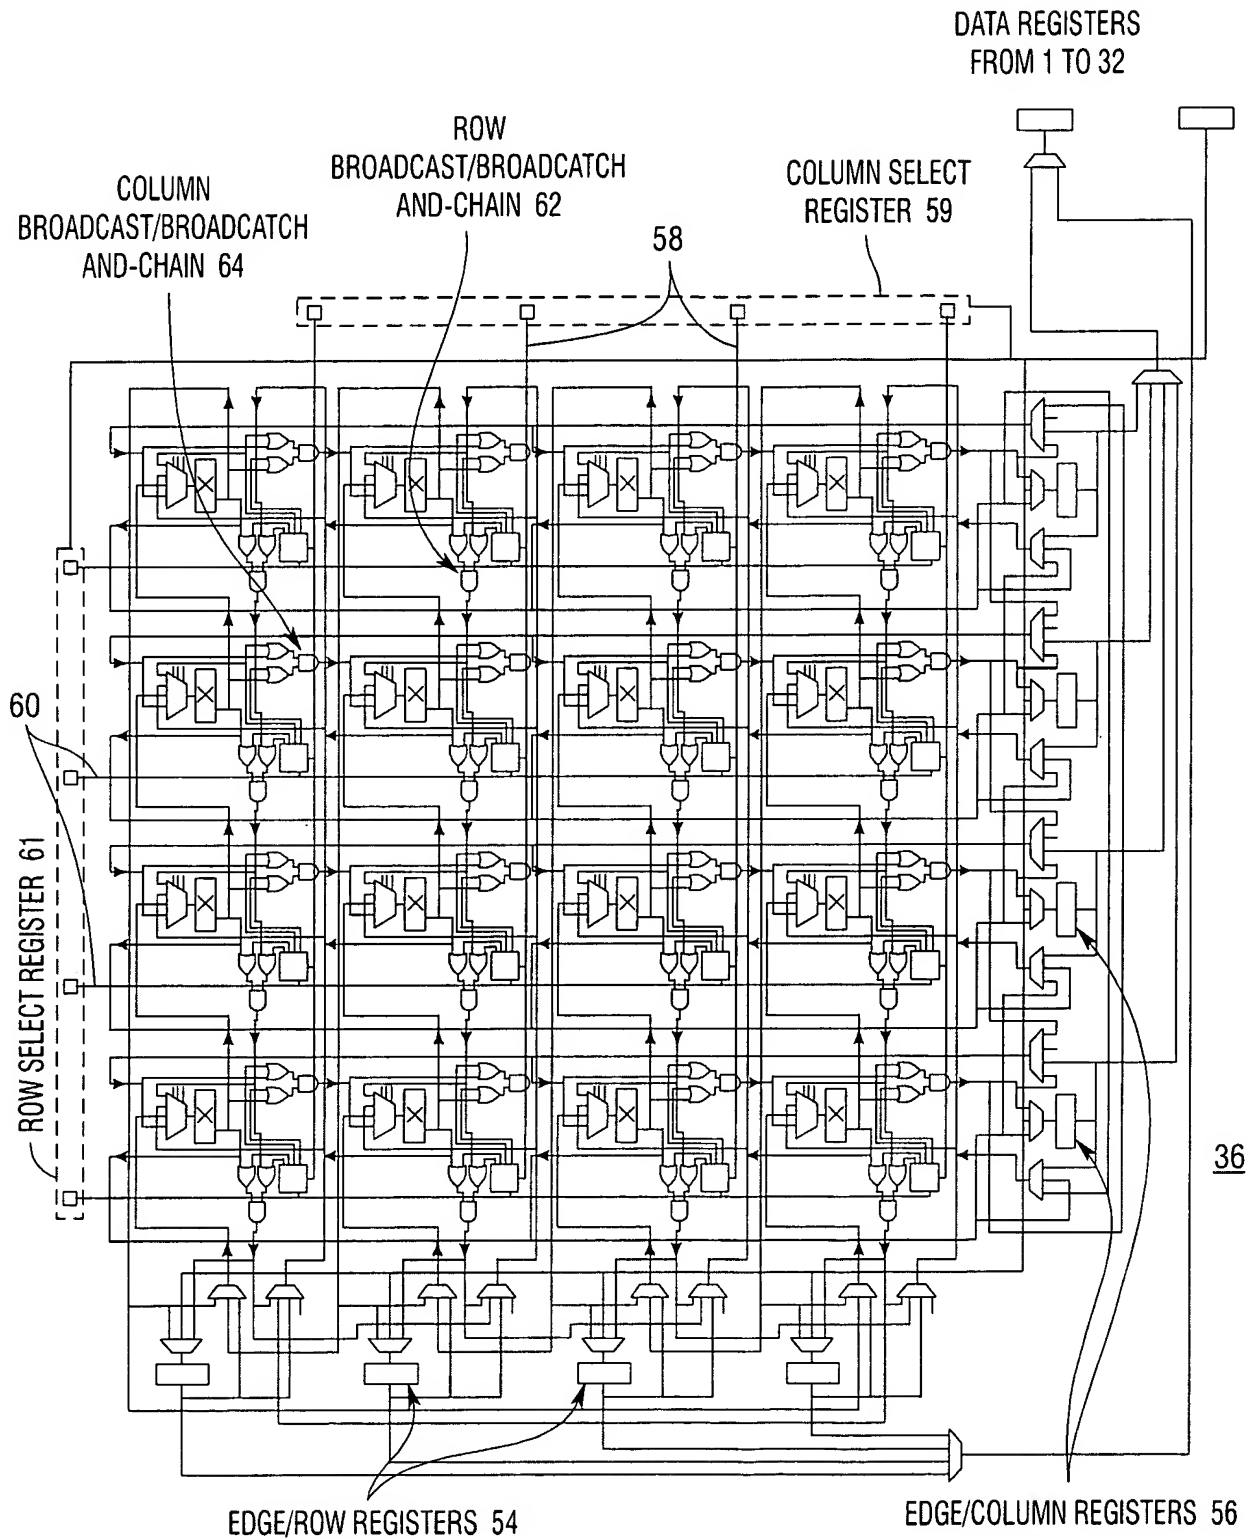 DATA REGISTERS
FROM 1 TO 32
ROW
BROADCAST/BROADCATCH
AND-CHAIN 62
COLUMN SELECT
REGISTER 59
COLUMN
BROADCAST/BROADCATCH
AND-CHAIN 64
58
60
ROW SELECT REGISTER 61
36
EDGE/ROW REGISTERS 54
EDGE/COLUMN REGISTERS 56